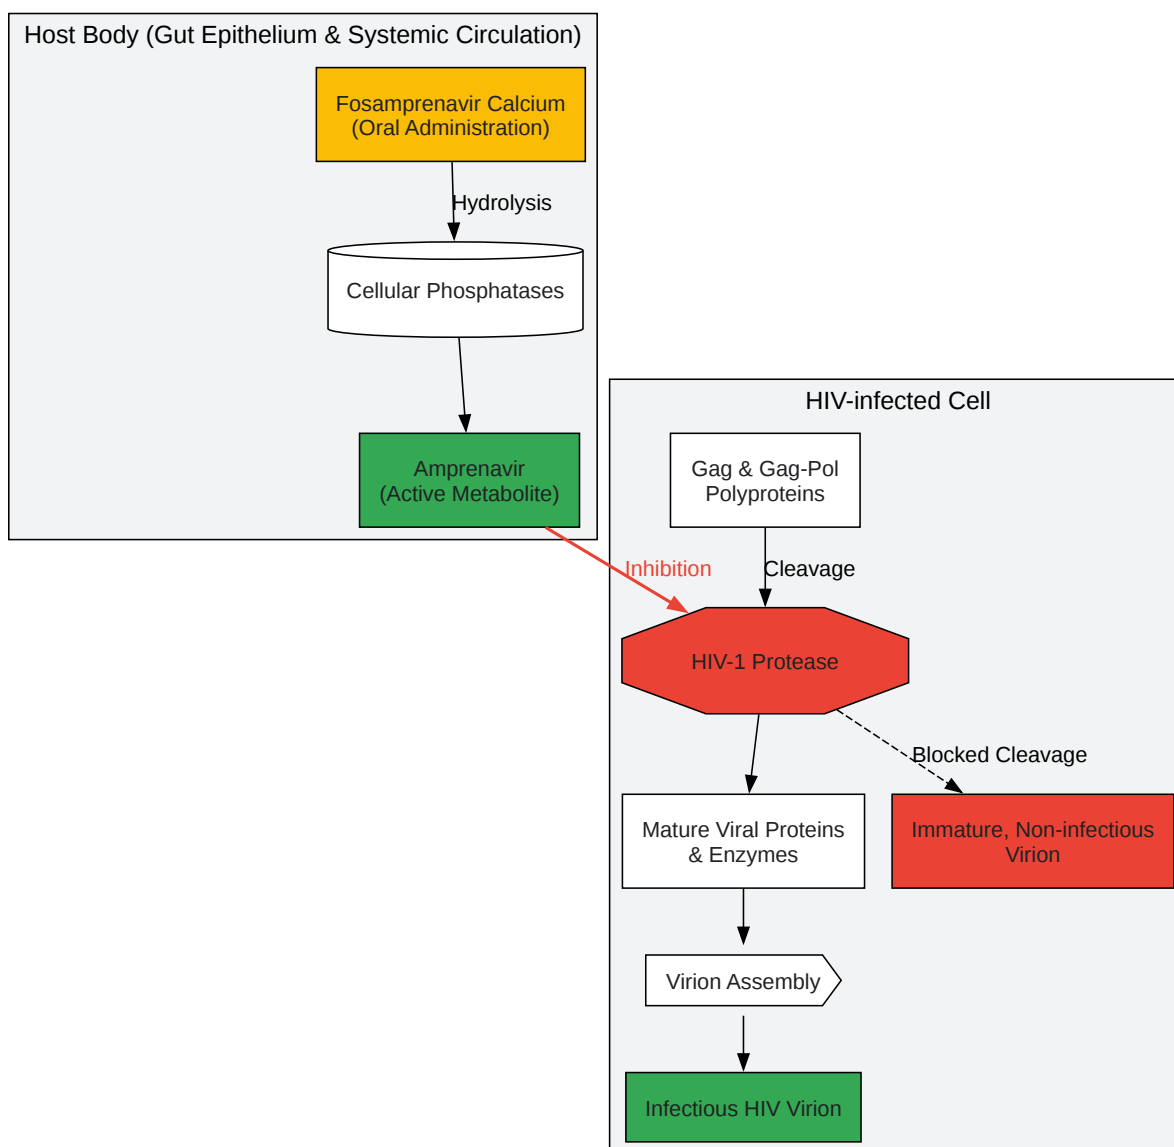 Host Body (Gut Epithelium & Systemic Circulation)
Fosamprenavir Calcium
(Oral Administration)
Hydrolysis
Cellular Phosphatases
Amprenavir
(Active Metabolite)
Inhibition
HIV-infected Cell
Gag & Gag-Pol
Polyproteins
Cleavage
HIV-1 Protease
Blocked Cleavage
Mature Viral Proteins
& Enzymes
Immature, Non-infectious
Virion
Virion Assembly
Infectious HIV Virion